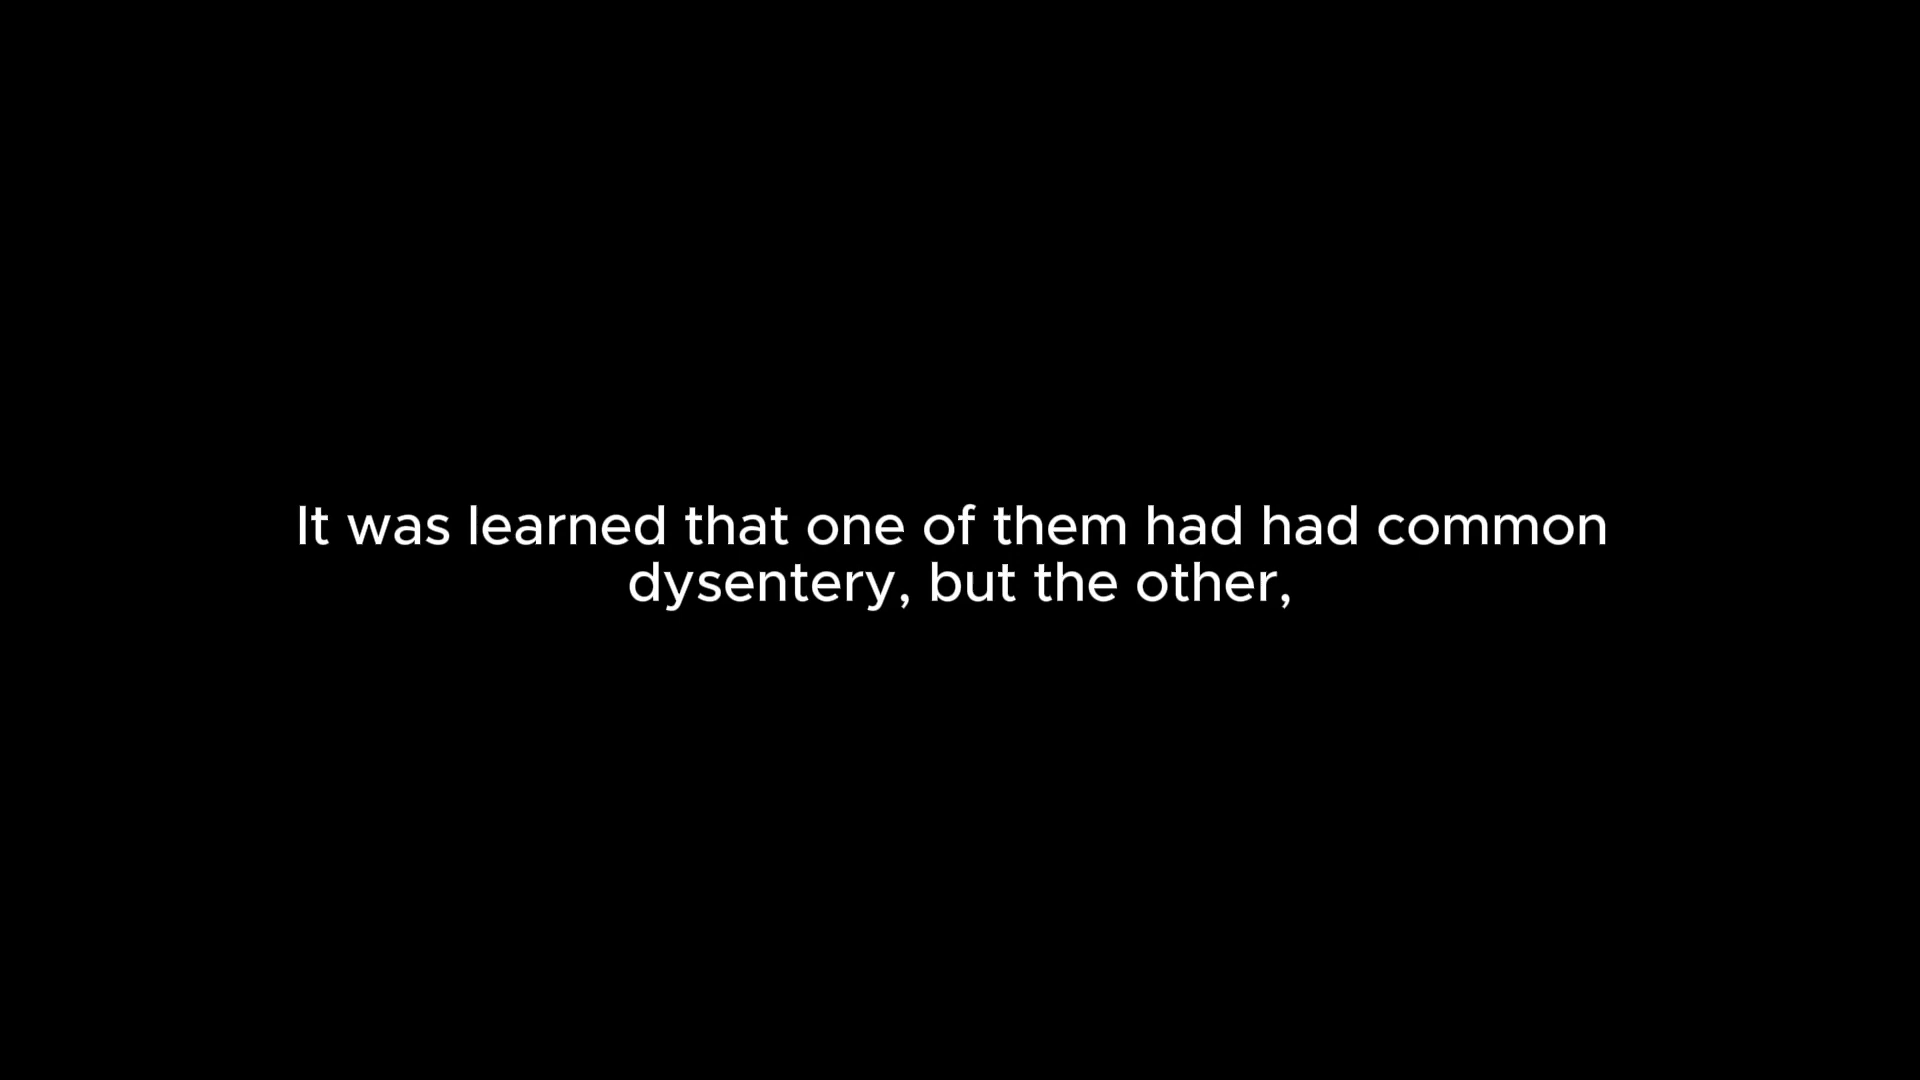 It was learned that one of them had had common
dysentery, but the other,